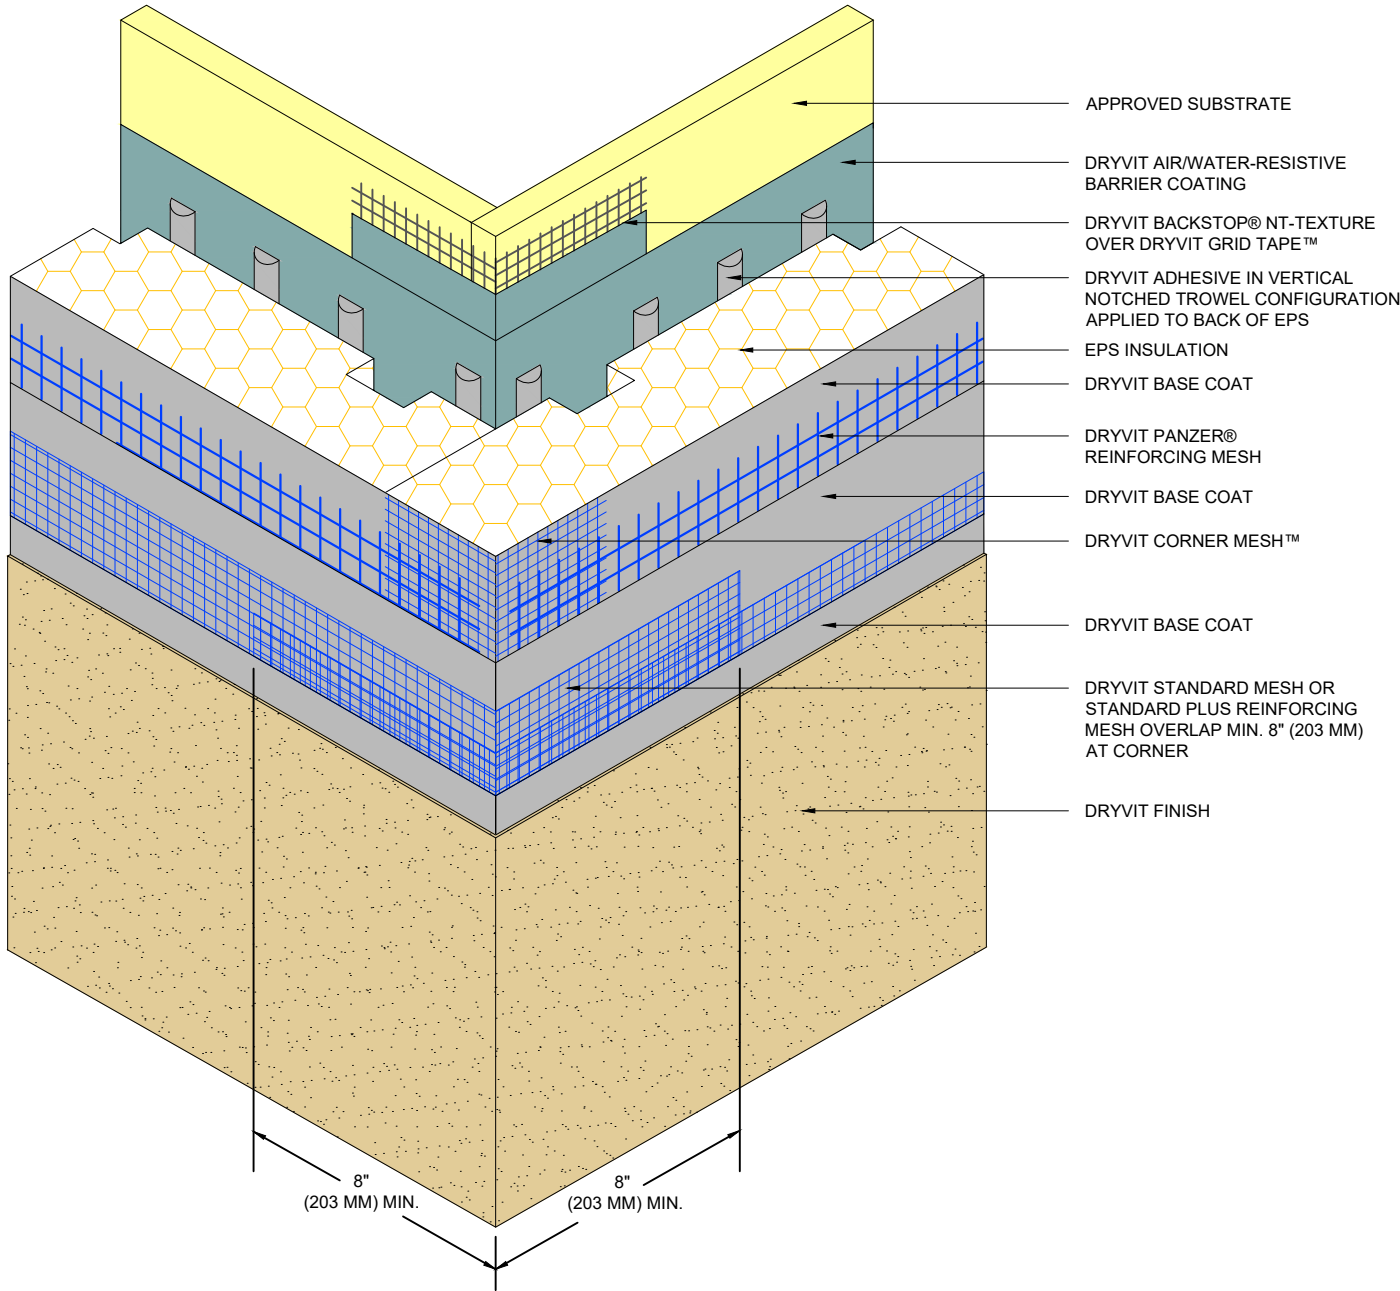 APPROVED SUBSTRATE
DRYVIT AIR/WATER-RESISTIVE
BARRIER COATING
DRYVIT BACKSTOP® NT-TEXTURE
OVER DRYVIT GRID TAPE™
DRYVIT ADHESIVE IN VERTICAL
NOTCHED TROWEL CONFIGURATION
APPLIED TO BACK OF EPS
EPS INSULATION
DRYVIT BASE COAT
DRYVIT PANZER®
REINFORCING MESH
DRYVIT BASE COAT
DRYVIT CORNER MESH™
DRYVIT BASE COAT
DRYVIT STANDARD MESH OR
STANDARD PLUS REINFORCING
MESH OVERLAP MIN. 8" (203 MM)
AT CORNER
DRYVIT FINISH
8"
(203 MM) MIN.
8"
(203 MM) MIN.